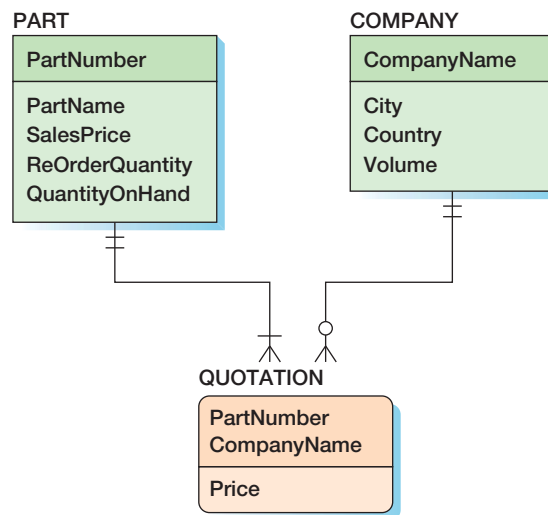 PART
PartNumber
PartName
SalesPrice
ReOrderQuantity
QuantityOnHand
COMPANY
CompanyName
City
Country
Volume
QUOTATION
PartNumber
CompanyName
Price